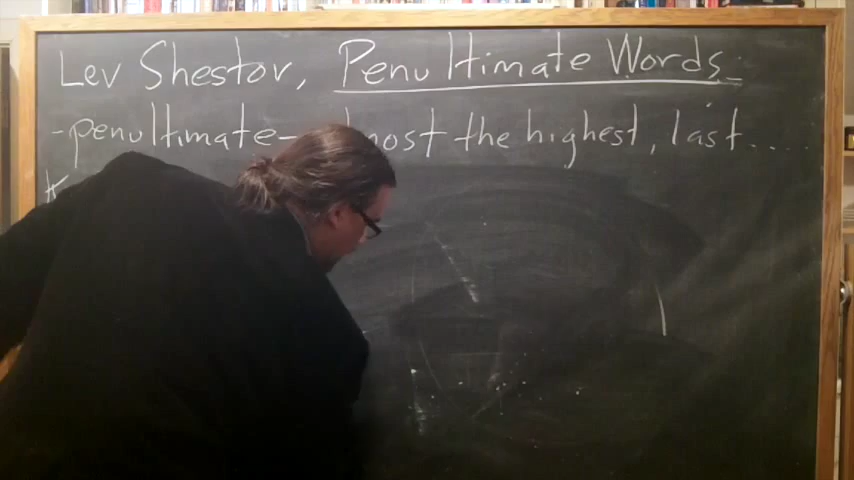 Lev Shestov, Penultimate Words
- penultimate - most the highest, last....